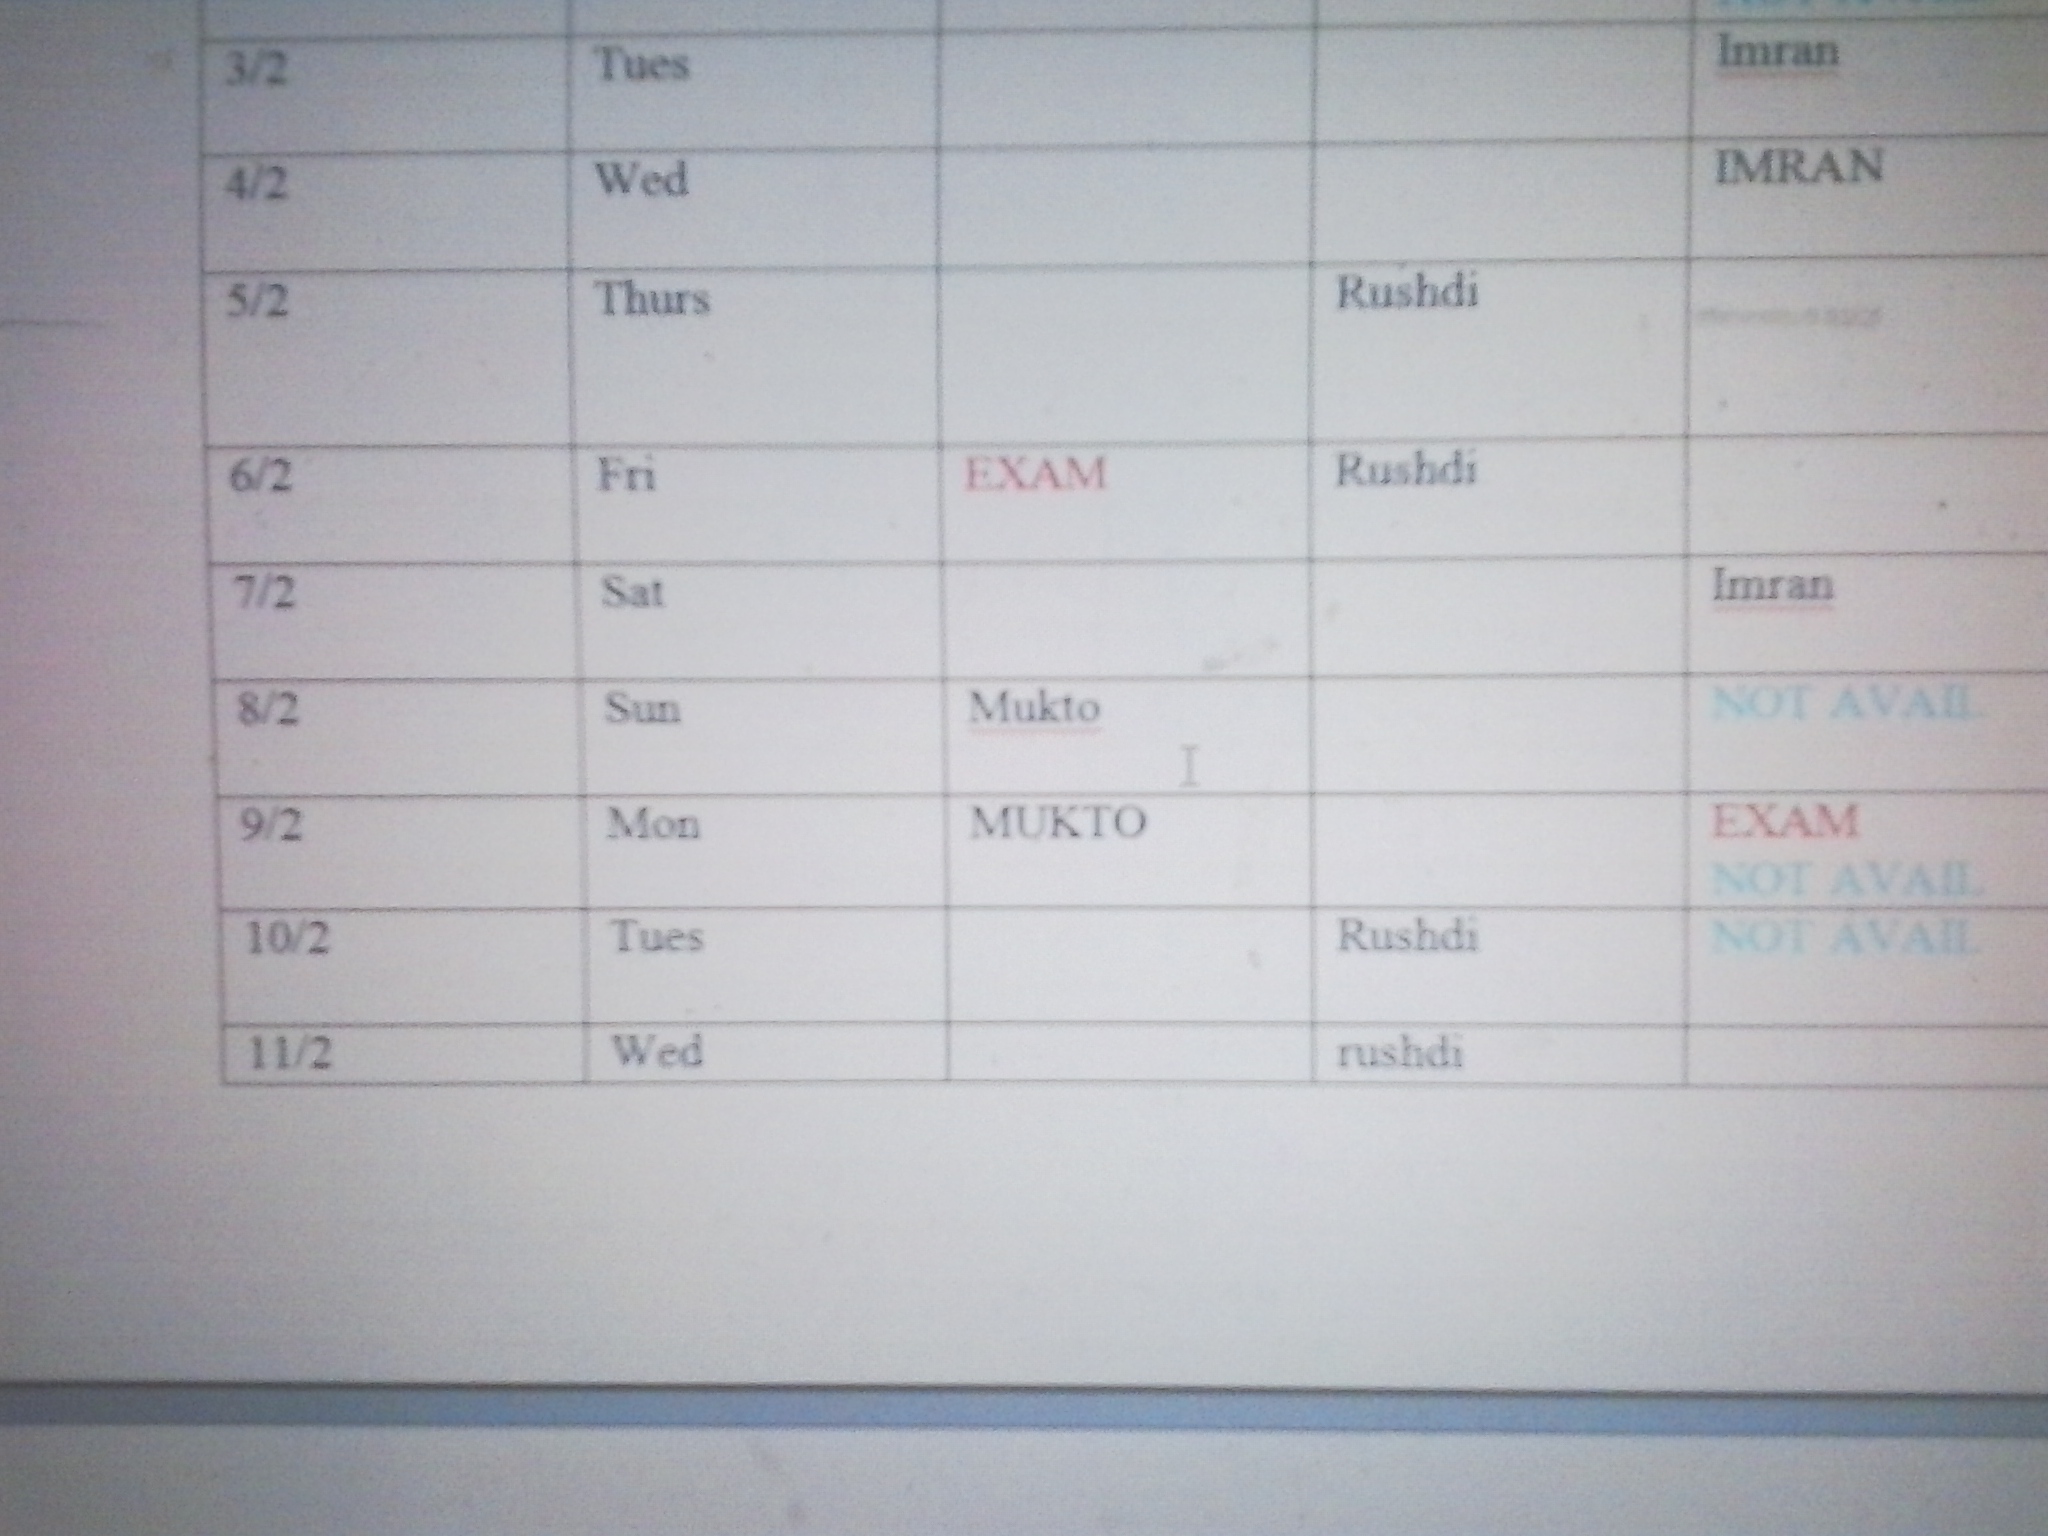 3/2 Tues Imran
4/2 Wed IMRAN
5/2 Thurs Rushdi
6/2 Fri EXAM Rushdi
7/2 Sat Imran
8/2 Sun Mukto NOT AVAIL
9/2 Mon MUKTO EXAM
NOT AVAIL
10/2 Tues Rushdi NOT AVAIL
11/2 Wed rushdi